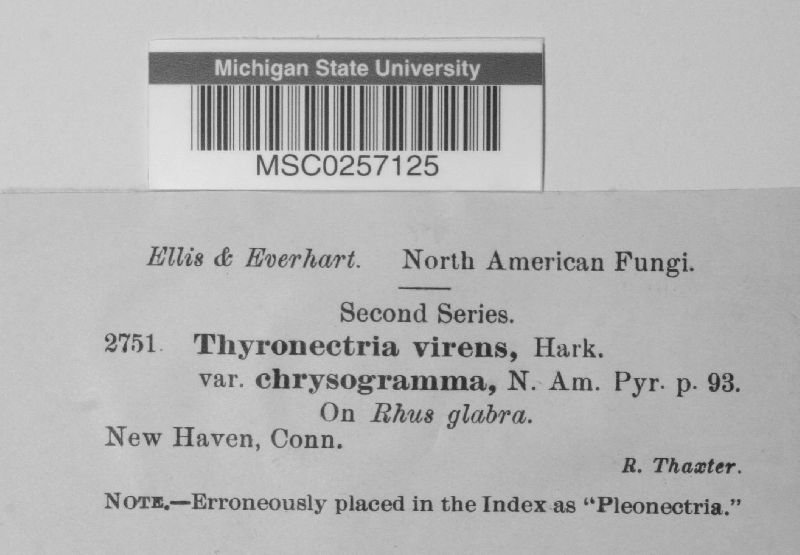 Michigan State University
MSC0257125
Ellis & Everhart. North American Fungi.
Second Series.
2751. Thyronectria virens, Hark.
var. chrysogramma, N. Am. Pyr. p. 93.
On Rhus glabra.
New Haven, Conn.
R. Thaxter.
NOTE.—Erroneously placed in the Index as "Pleonectria."